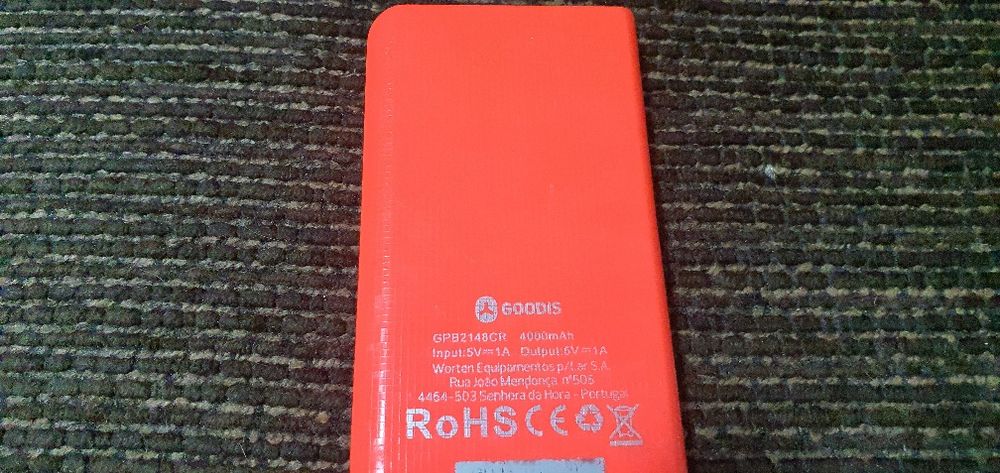 GOODIS
GPB2148CR 4000mAh
Input:5V⎓1A Output:5V⎓1A
Worten Equipamentos p/Lar S.A.
Rua João Mendonça, nº505
4464-503 Senhora da Hora - Portugal
RoHS CE